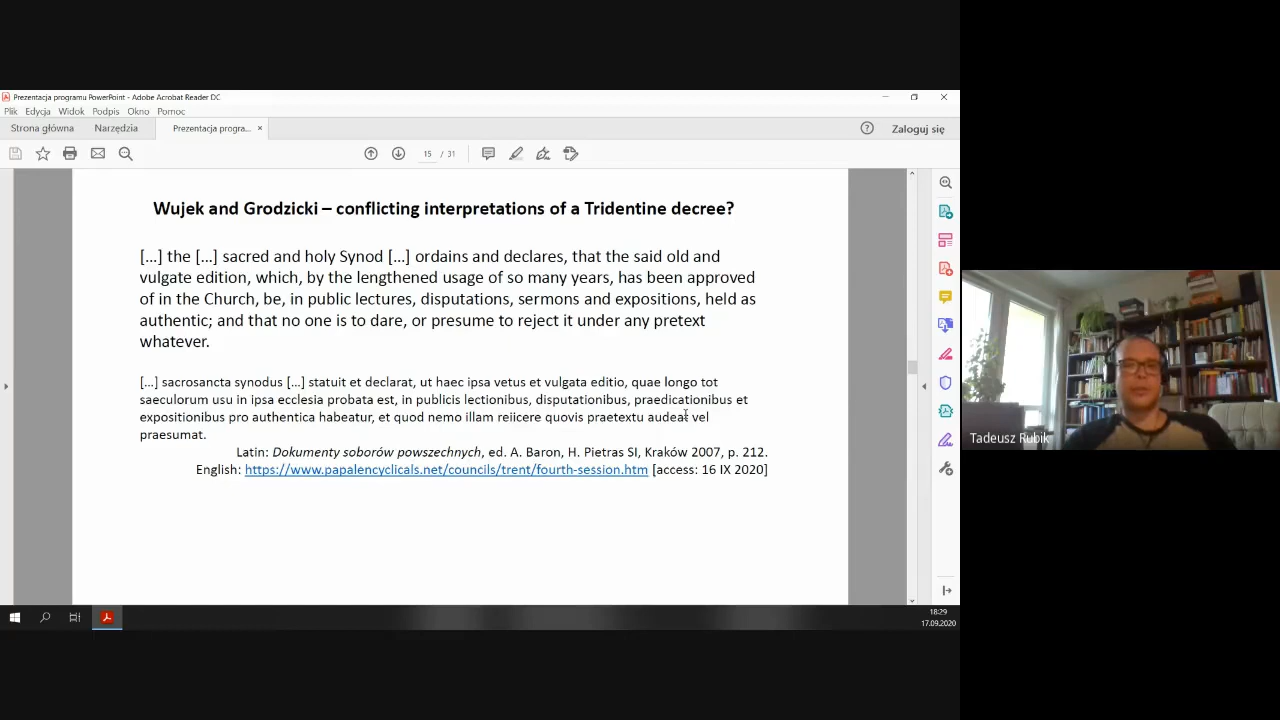 Prezentacja programu PowerPoint - Adobe Acrobat Reader DC
Plik Edycja Widok Podpis Okno Pomoc
Strona główna Narzędzia Prezentacja progra... × Zaloguj się
15 / 31
Wujek and Grodzicki – conflicting interpretations of a Tridentine decree?
[...] the [...] sacred and holy Synod [...] ordains and declares, that the said old and
vulgate edition, which, by the lengthened usage of so many years, has been approved
of in the Church, be, in public lectures, disputations, sermons and expositions, held as
authentic; and that no one is to dare, or presume to reject it under any pretext
whatever.
[...] sacrosancta synodus [...] statuit et declarat, ut haec ipsa vetus et vulgata editio, quae longo tot
saeculorum usu in ipsa ecclesia probata est, in publicis lectionibus, disputationibus, praedicationibus et
expositionibus pro authentica habeatur, et quod nemo illam reiicere quovis praetextu audeat vel
praesumat.
Latin: Dokumenty soborów powszechnych, ed. A. Baron, H. Pietras SI, Kraków 2007, p. 212.
English: https://www.papalencyclicals.net/councils/trent/fourth-session.htm [access: 16 IX 2020]
Tadeusz Rubik
18:29
17.09.2020